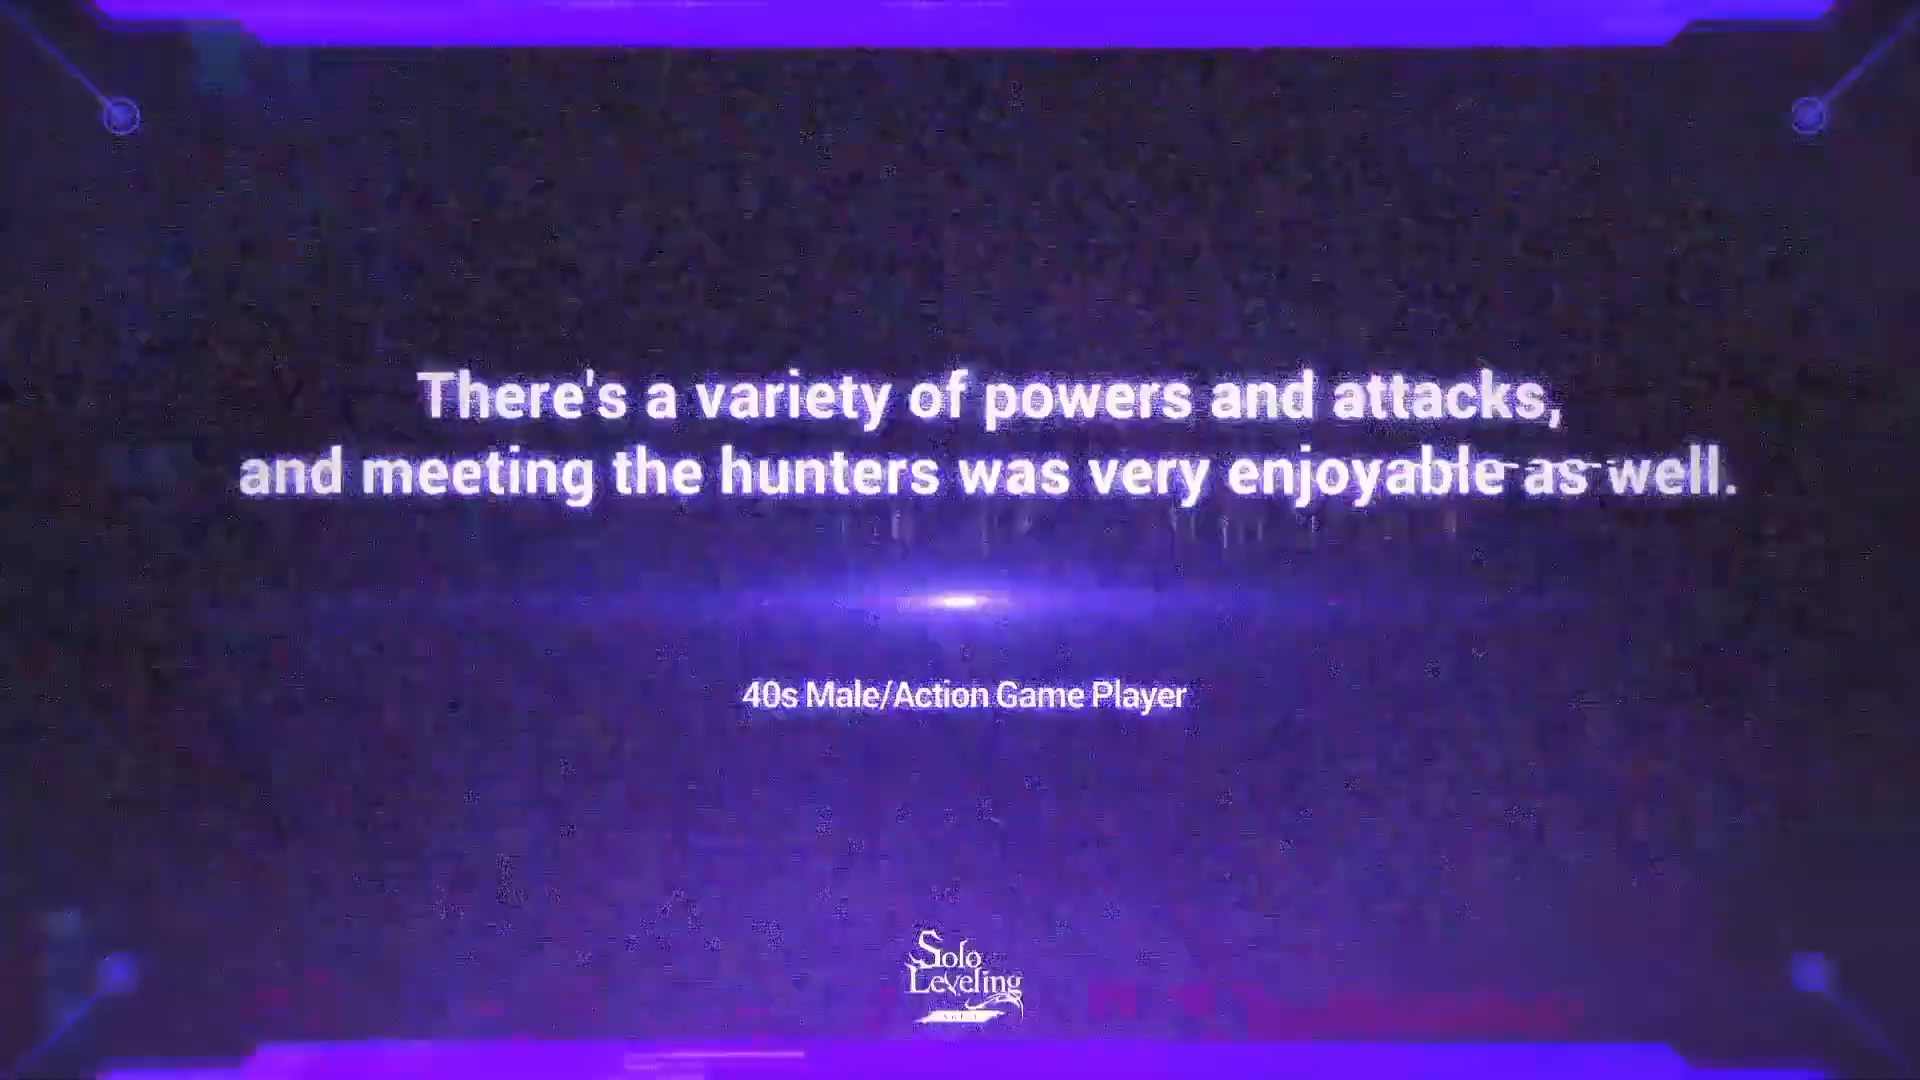 There's a variety of powers and attacks,
and meeting the hunters was very enjoyable as well.
40s Male/Action Game Player
Solo
Leveling